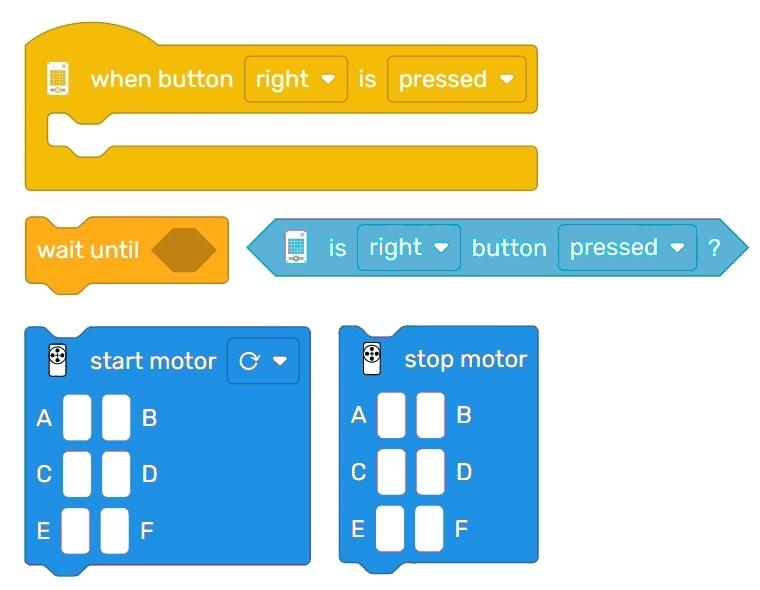 when button right is pressed
wait until
is right button pressed ?
start motor
A B
C D
E F
stop motor
A B
C D
E F